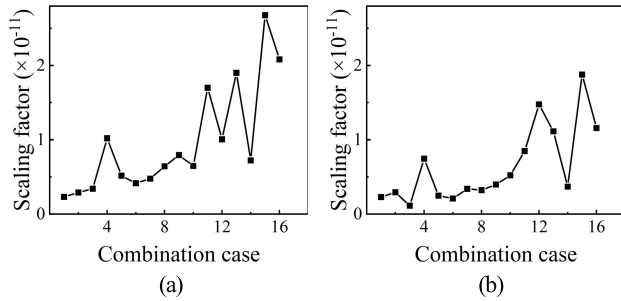 Scaling factor (×10⁻¹¹)
2
1
0
4 8 12 16
Combination case
(a)
Scaling factor (×10⁻¹¹)
2
1
0
4 8 12 16
Combination case
(b)